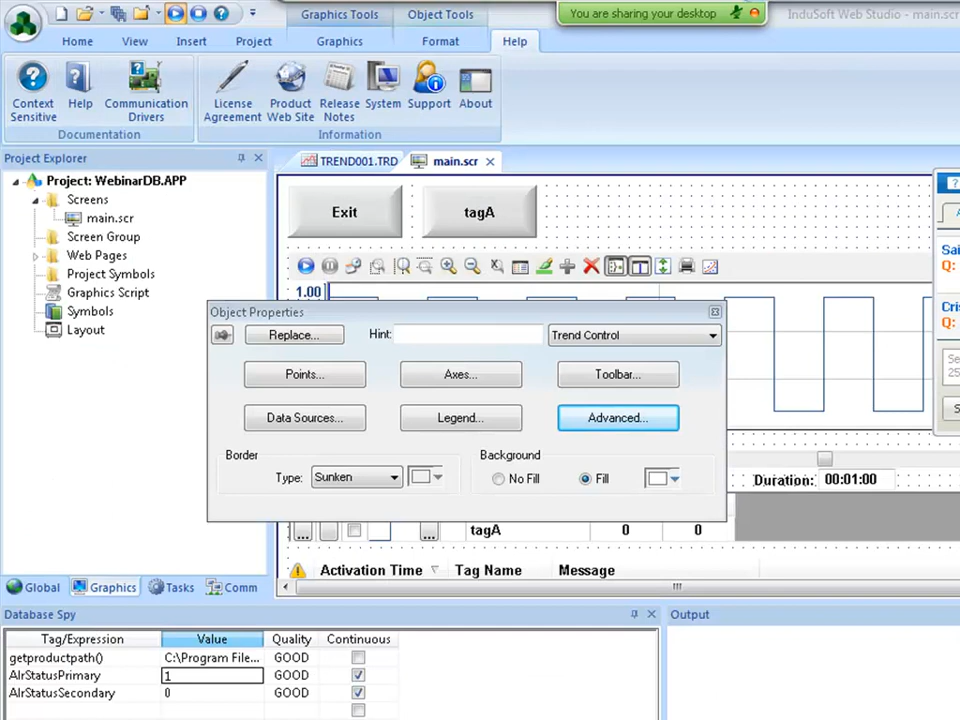 Graphics Tools
Object Tools
You are sharing your desktop
InduSoft Web Studio - main.scr
Home
View
Insert
Project
Graphics
Format
Help
Context Sensitive
Help
Communication Drivers
License Agreement
Product Web Site
Release Notes
System
Support
About
Documentation
Information
Project Explorer
TREND001.TRD
main.scr
Project: WebinarDB.APP
Screens
main.scr
Screen Group
Web Pages
Project Symbols
Graphics Script
Symbols
Layout
Exit
tagA
1.00
Sai
Q:
Cris
Q:
Se
25
S
Object Properties
Replace...
Hint:
Trend Control
Points...
Axes...
Toolbar...
Data Sources...
Legend...
Advanced...
Border
Type:
Sunken
Background
No Fill
Fill
Duration: 00:01:00
... ... tagA 0 0
Activation Time
Tag Name
Message
Global
Graphics
Tasks
Comm
Database Spy
Output
Tag/Expression Value Quality Continuous
getproductpath() C:\Program File... GOOD
AlrStatusPrimary 1 GOOD
AlrStatusSecondary 0 GOOD